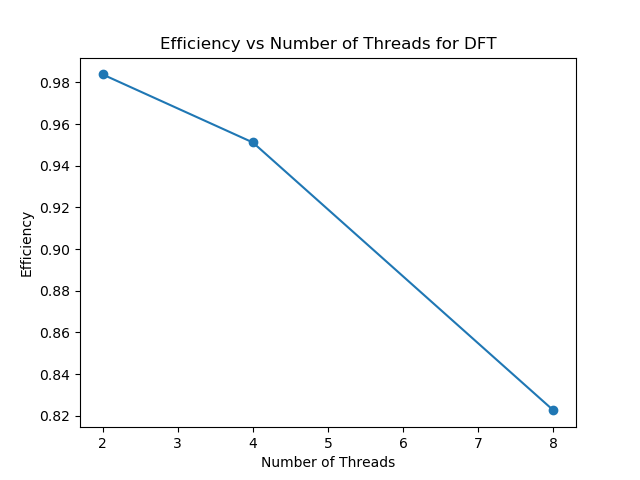 Efficiency vs Number of Threads for DFT
0.98
0.96
0.94
0.92
0.90
0.88
0.86
0.84
0.82
Efficiency
2 3 4 5 6 7 8
Number of Threads